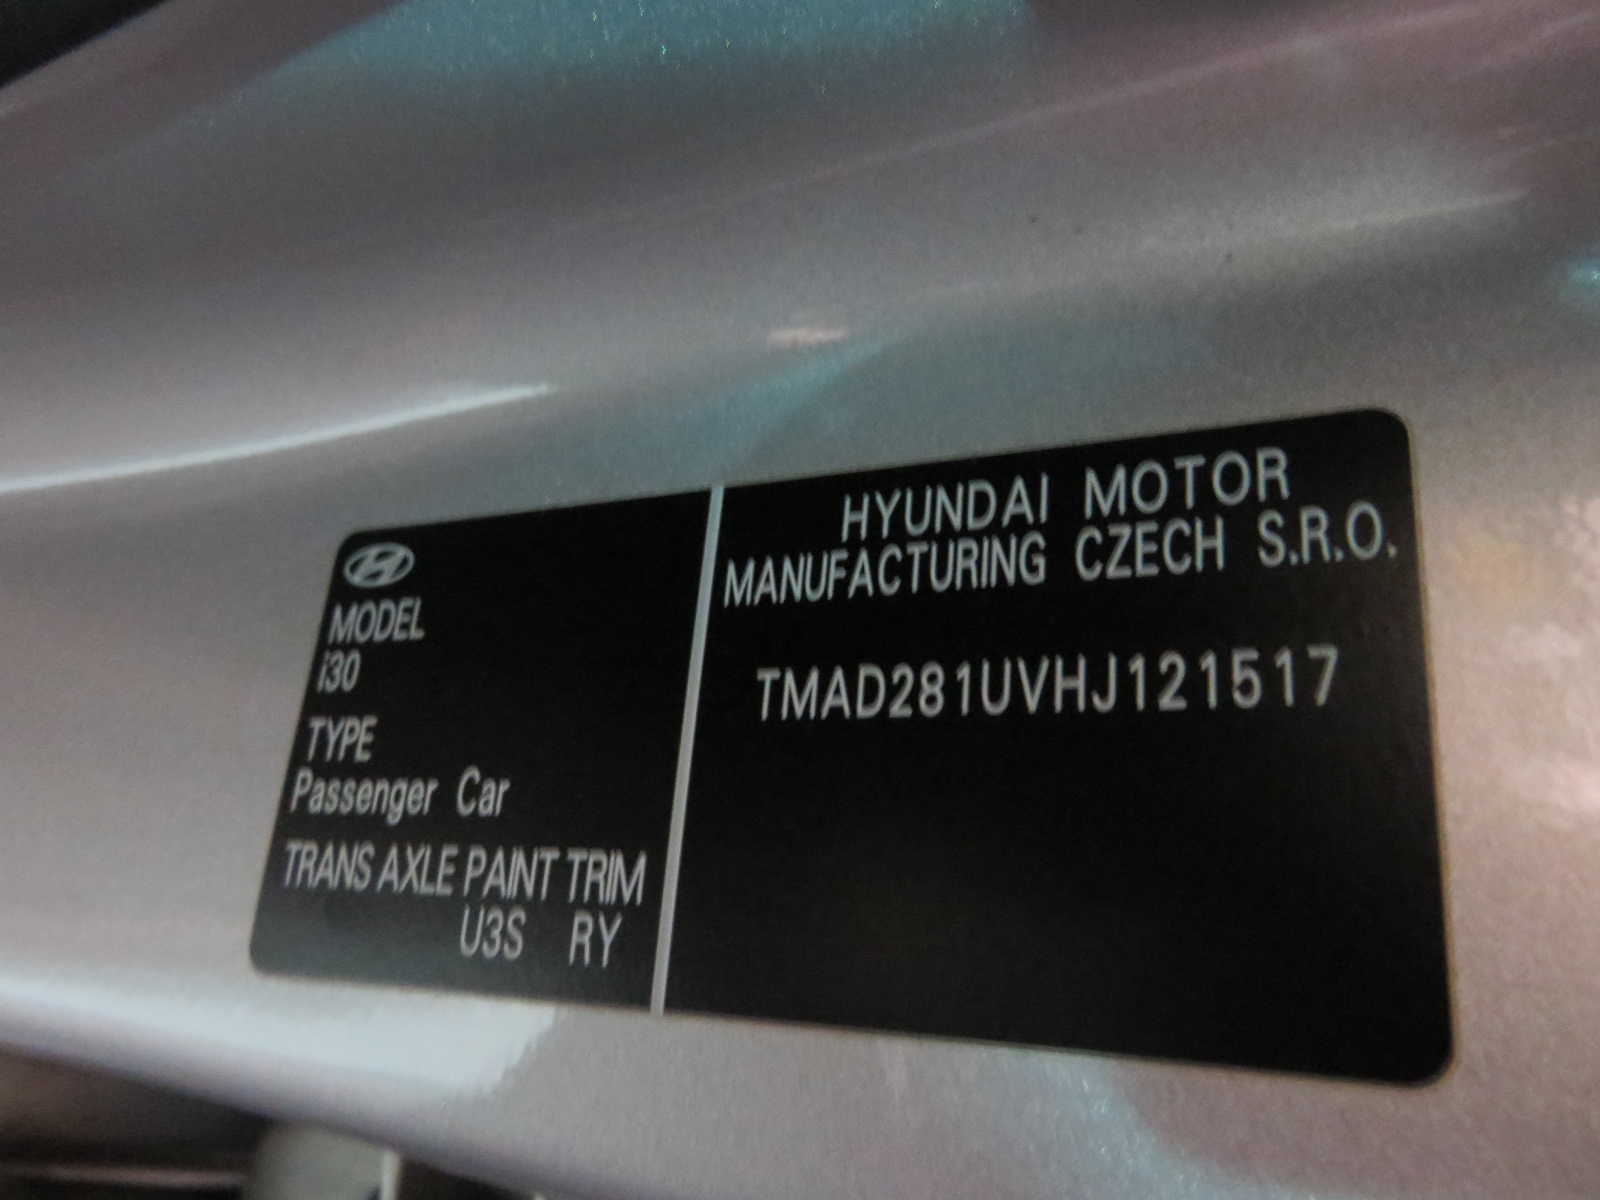 MODEL
i30
TYPE
Passenger Car
TRANS AXLE PAINT TRIM
U3S RY
HYUNDAI MOTOR
MANUFACTURING CZECH S.R.O.
TMAD281UVHJ121517